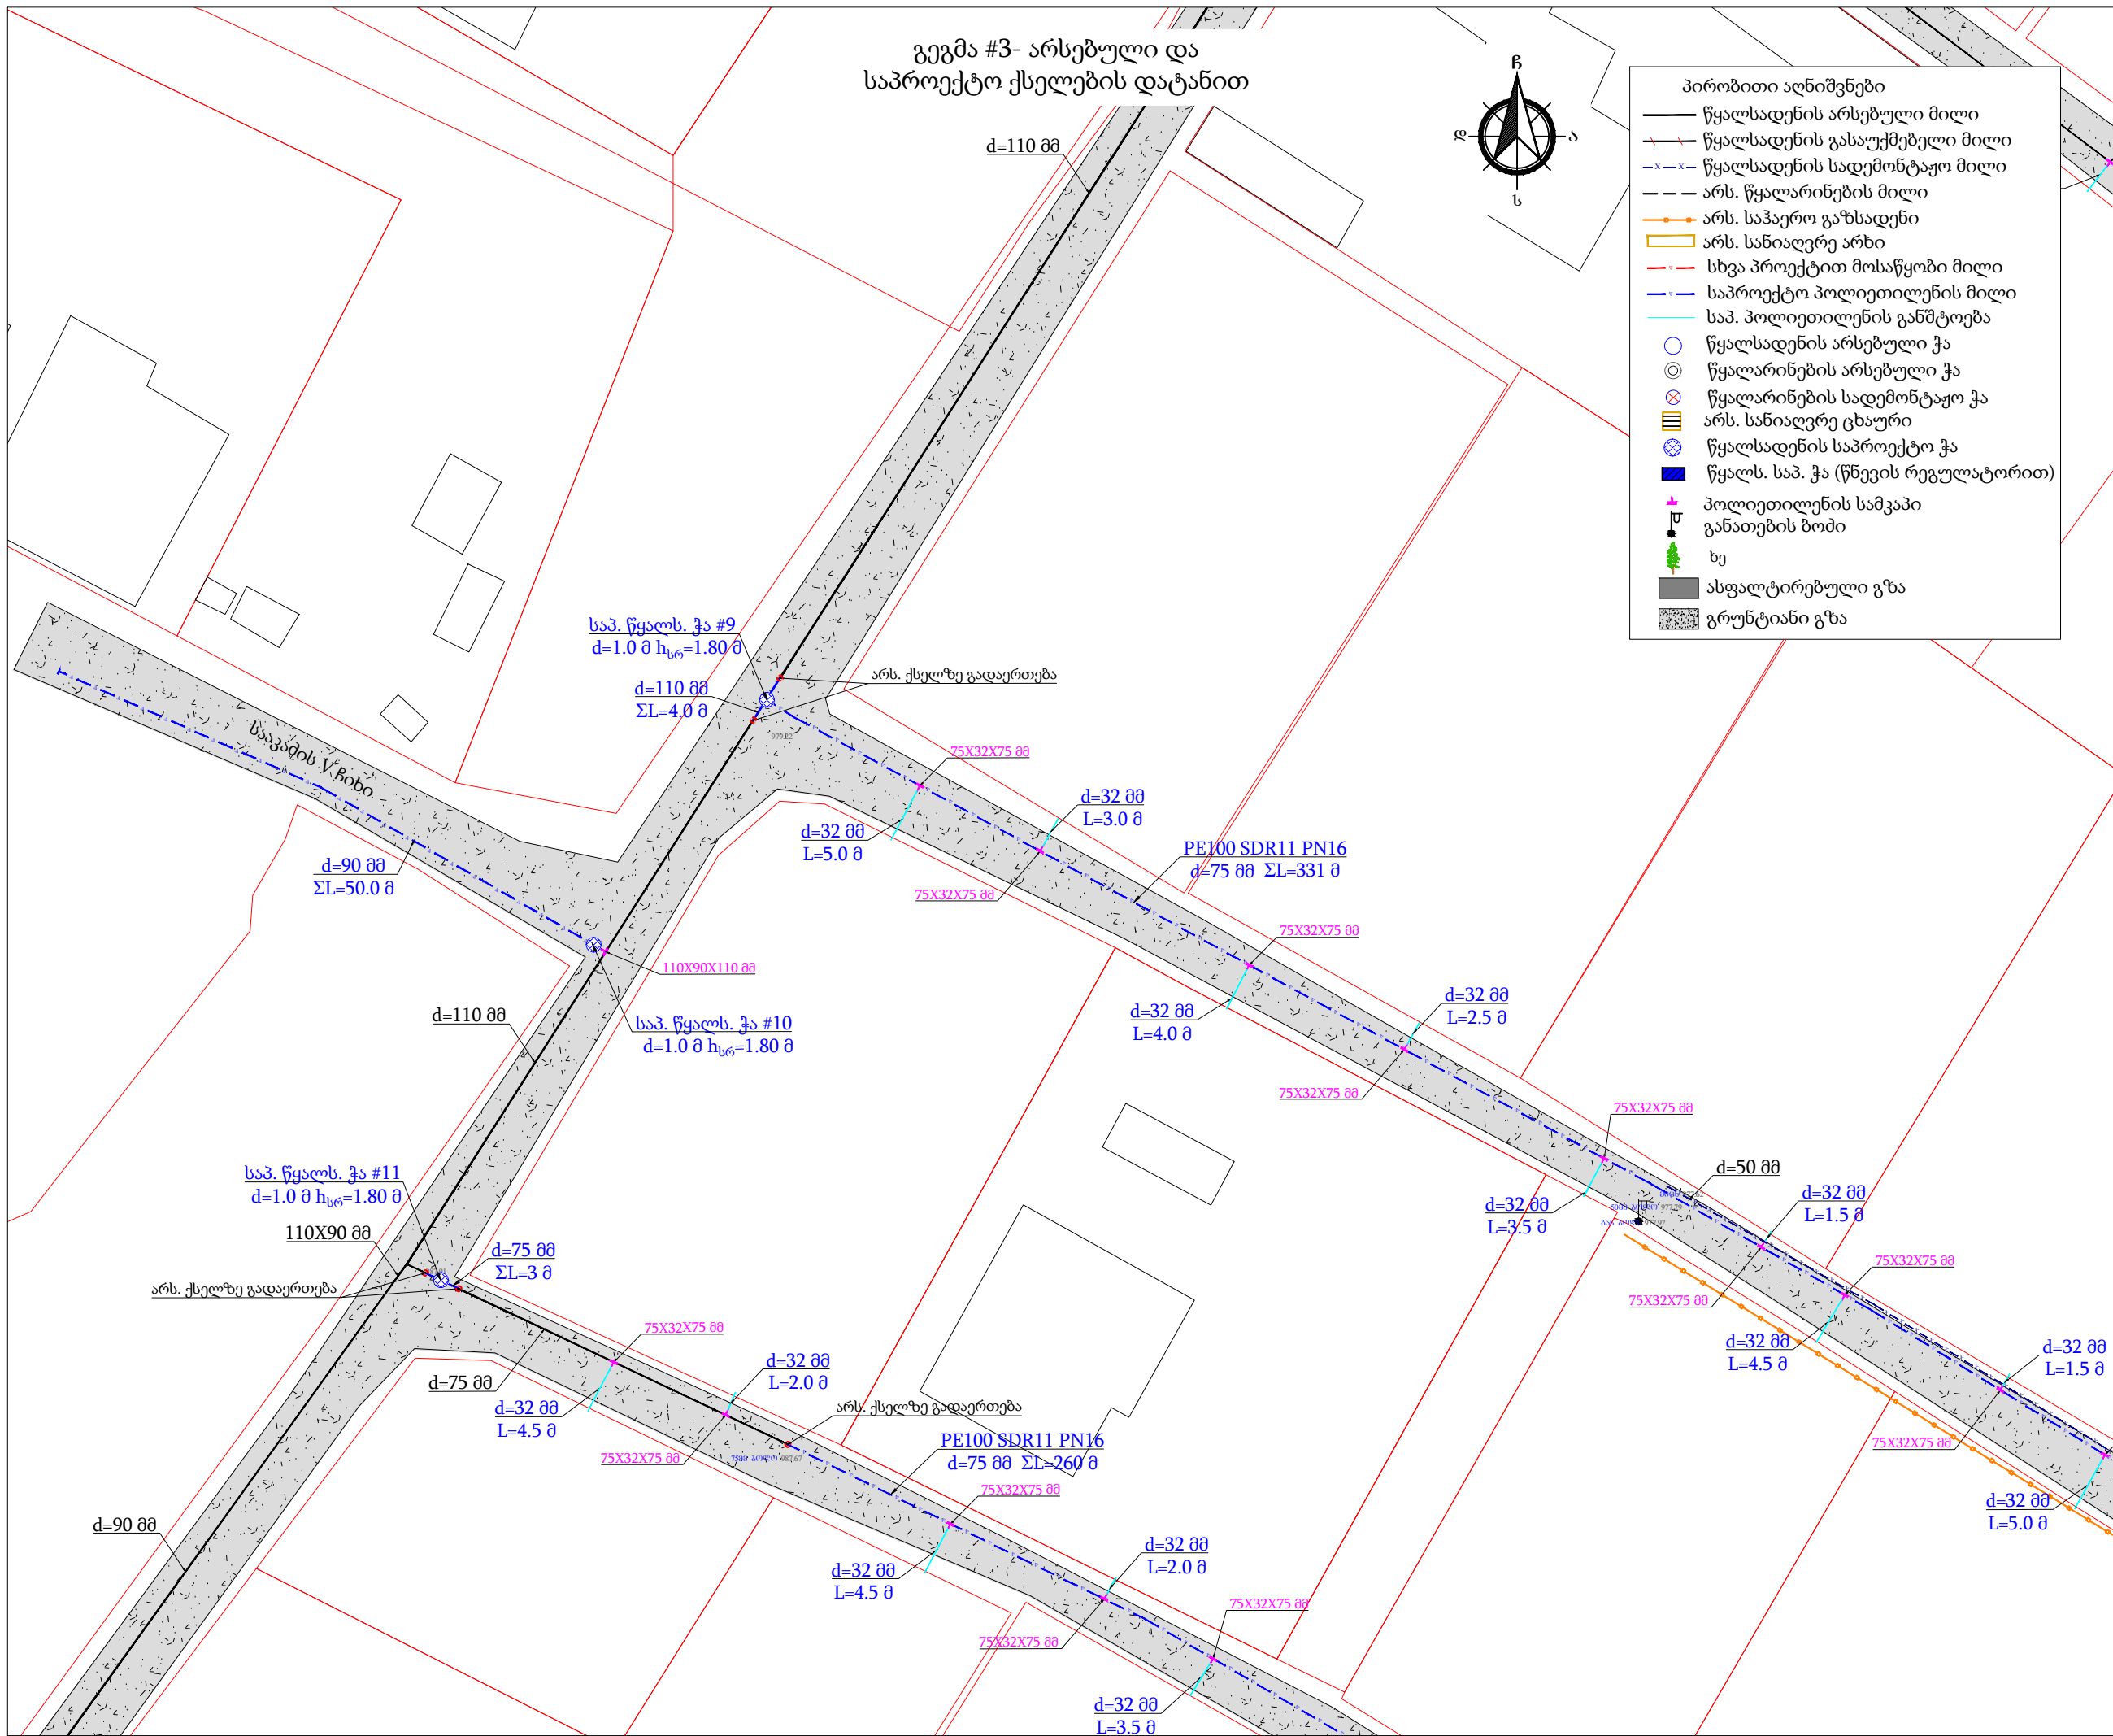 გეგმა #3- არსებული და
საპროექტო ქსელების დატანით
ჩ
დ
ა
ს
პირობითი აღნიშვნები
წყალსადენის არსებული მილი
წყალსადენის გასაუქმებელი მილი
წყალსადენის სადემონტაჟო მილი
არს. წყალარინების მილი
არს. საჰაერო გაზსადენი
არს. სანიაღვრე არხი
სხვა პროექტით მოსაწყობი მილი
საპროექტო პოლიეთილენის მილი
საპ. პოლიეთილენის განშტოება
წყალსადენის არსებული ჭა
წყალარინების არსებული ჭა
წყალარინების სადემონტაჟო ჭა
არს. სანიაღვრე ცხაური
წყალსადენის საპროექტო ჭა
წყალს. საპ. ჭა (წნევის რეგულატორით)
პოლიეთილენის სამკაპი
განათების ბოძი
ხე
ასფალტირებული გზა
გრუნტიანი გზა
d=110 მმ
საპ. წყალს. ჭა #9
d=1.0 მ hსრ=1.80 მ
არს. ქსელზე გადაერთება
d=110 მმ
ΣL=4.0 მ
979.22
სააკაძის V ჩიხი
75X32X75 მმ
d=32 მმ
L=3.0 მ
d=32 მმ
L=5.0 მ
PE100 SDR11 PN16
d=75 მმ ΣL=331 მ
d=90 მმ
ΣL=50.0 მ
75X32X75 მმ
75X32X75 მმ
110X90X110 მმ
d=32 მმ
L=2.5 მ
d=32 მმ
L=4.0 მ
d=110 მმ
საპ. წყალს. ჭა #10
d=1.0 მ hსრ=1.80 მ
75X32X75 მმ
75X32X75 მმ
d=50 მმ
საპ. წყალს. ჭა #11
d=1.0 მ hსრ=1.80 მ
d=32 მმ
L=3.5 მ
d=32 მმ
L=1.5 მ
977.79
977.92
110X90 მმ
d=75 მმ
ΣL=3 მ
არს. ქსელზე გადაერთება
75X32X75 მმ
75X32X75 მმ
75X32X75 მმ
d=32 მმ
L=4.5 მ
d=32 მმ
L=1.5 მ
d=32 მმ
L=2.0 მ
d=75 მმ
d=32 მმ
L=4.5 მ
არს. ქსელზე გადაერთება
PE100 SDR11 PN16
d=75 მმ ΣL=260 მ
75X32X75 მმ
75X32X75 მმ
987.67
75X32X75 მმ
d=32 მმ
L=5.0 მ
d=90 მმ
d=32 მმ
L=2.0 მ
d=32 მმ
L=4.5 მ
75X32X75 მმ
75X32X75 მმ
d=32 მმ
L=3.5 მ